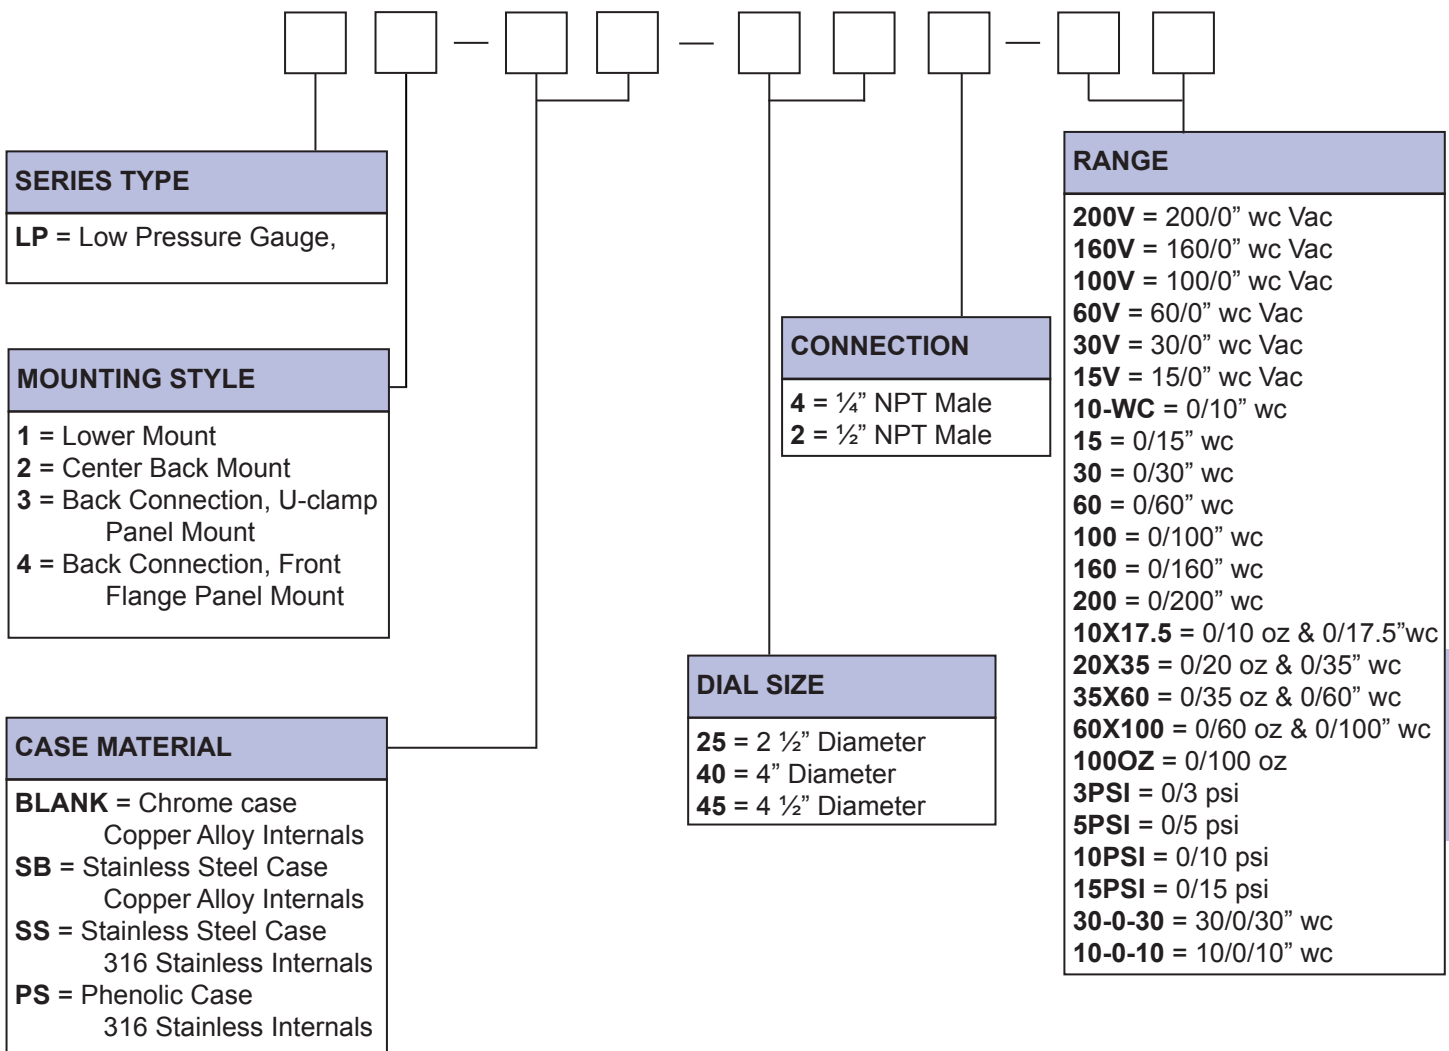 SERIES TYPE
LP = Low Pressure Gauge,
MOUNTING STYLE
1 = Lower Mount
2 = Center Back Mount
3 = Back Connection, U-clamp
Panel Mount
4 = Back Connection, Front
Flange Panel Mount
CASE MATERIAL
BLANK = Chrome case
Copper Alloy Internals
SB = Stainless Steel Case
Copper Alloy Internals
SS = Stainless Steel Case
316 Stainless Internals
PS = Phenolic Case
316 Stainless Internals
DIAL SIZE
25 = 2 ½” Diameter
40 = 4” Diameter
45 = 4 ½” Diameter
CONNECTION
4 = ¼” NPT Male
2 = ½” NPT Male
RANGE
200V = 200/0” wc Vac
160V = 160/0” wc Vac
100V = 100/0” wc Vac
60V = 60/0” wc Vac
30V = 30/0” wc Vac
15V = 15/0” wc Vac
10-WC = 0/10” wc
15 = 0/15” wc
30 = 0/30” wc
60 = 0/60” wc
100 = 0/100” wc
160 = 0/160” wc
200 = 0/200” wc
10X17.5 = 0/10 oz & 0/17.5”wc
20X35 = 0/20 oz & 0/35” wc
35X60 = 0/35 oz & 0/60” wc
60X100 = 0/60 oz & 0/100” wc
100OZ = 0/100 oz
3PSI = 0/3 psi
5PSI = 0/5 psi
10PSI = 0/10 psi
15PSI = 0/15 psi
30-0-30 = 30/0/30” wc
10-0-10 = 10/0/10” wc